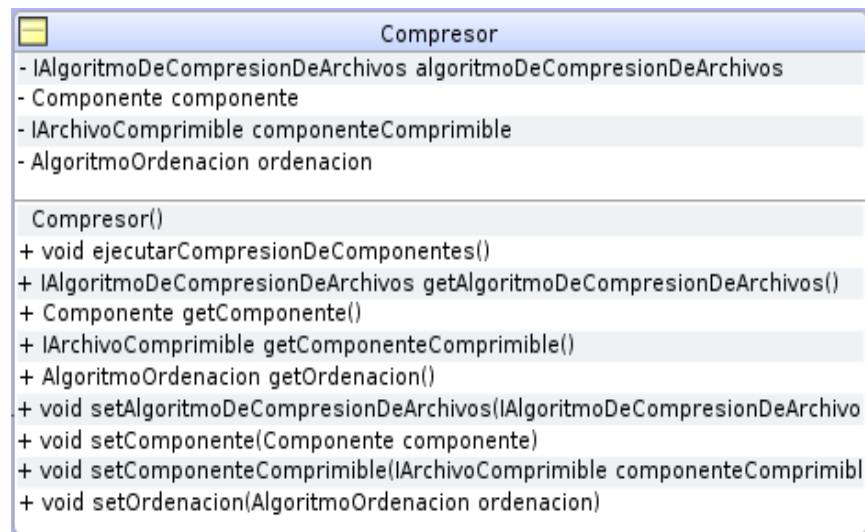 Compresor
- IAlgoritmoDeCompresionDeArchivos algoritmoDeCompresionDeArchivos
- Componente componente
- IArchivoComprimible componenteComprimible
- AlgoritmoOrdenacion ordenacion
Compresor()
+ void ejecutarCompresionDeComponentes()
+ IAlgoritmoDeCompresionDeArchivos getAlgoritmoDeCompresionDeArchivos()
+ Componente getComponente()
+ IArchivoComprimible getComponenteComprimible()
+ AlgoritmoOrdenacion getOrdenacion()
+ void setAlgoritmoDeCompresionDeArchivos(IAlgoritmoDeCompresionDeArchivo
+ void setComponente(Componente componente)
+ void setComponenteComprimible(IArchivoComprimible componenteComprimibl
+ void setOrdenacion(AlgoritmoOrdenacion ordenacion)